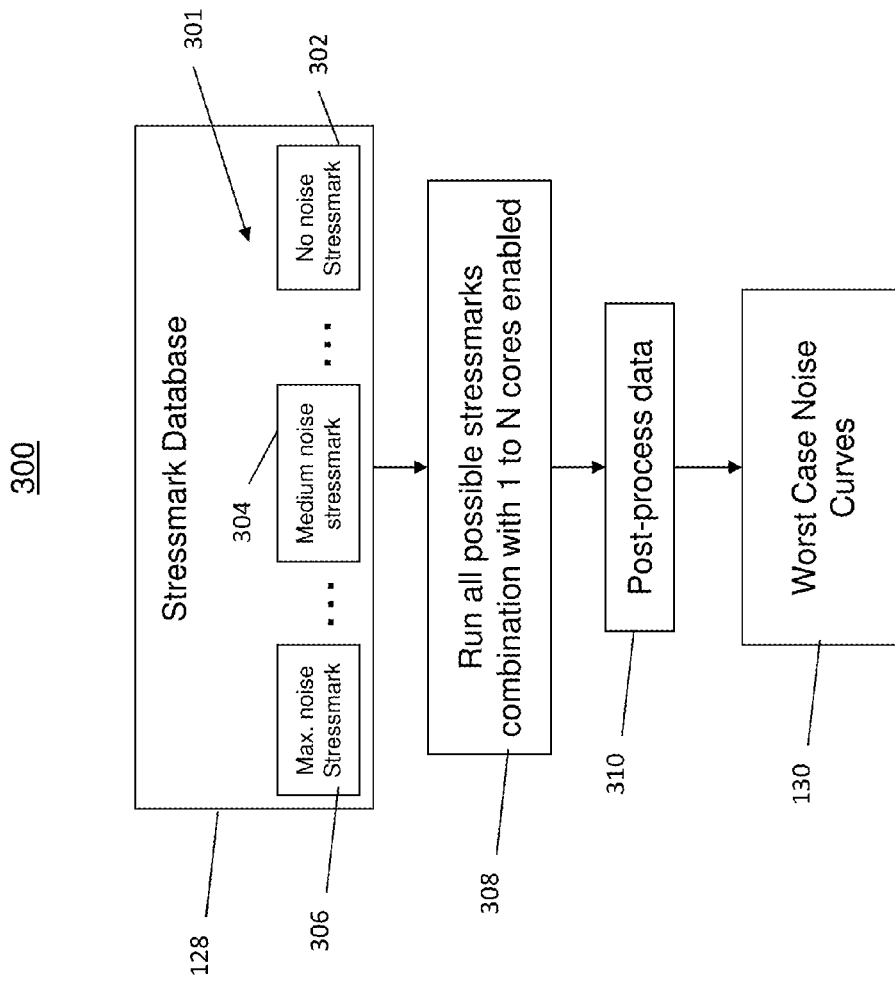 300
301
Stressmark Database
302
304
Max. noise
Stressmark
...
Medium noise
stressmark
...
No noise
Stressmark
128
306
Run all possible stressmarks
combination with 1 to N cores enabled
308
Post-process data
310
Worst Case Noise
Curves
130